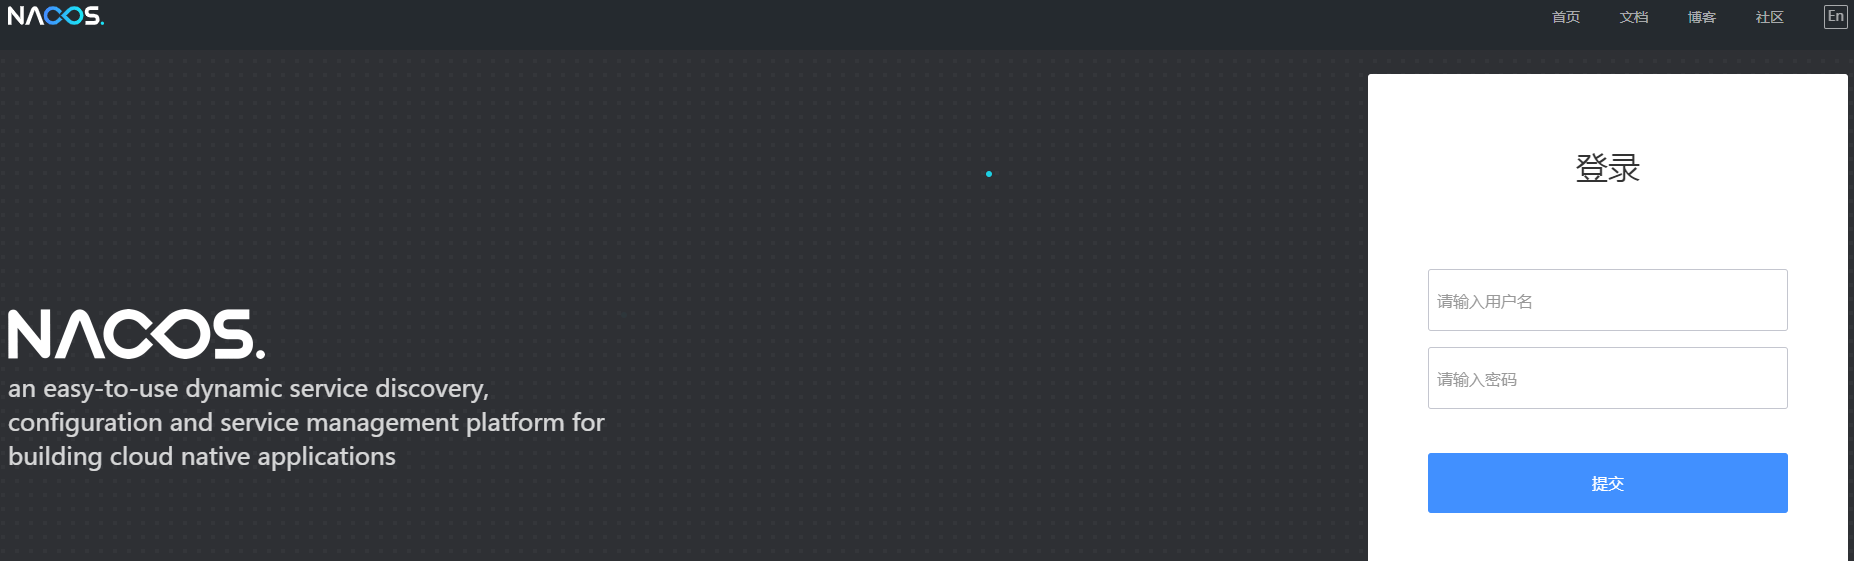 NACOS.
首页 文档 博客 社区 En
登录
请输入用户名
请输入密码
提交
NACOS.
an easy-to-use dynamic service discovery,
configuration and service management platform for
building cloud native applications